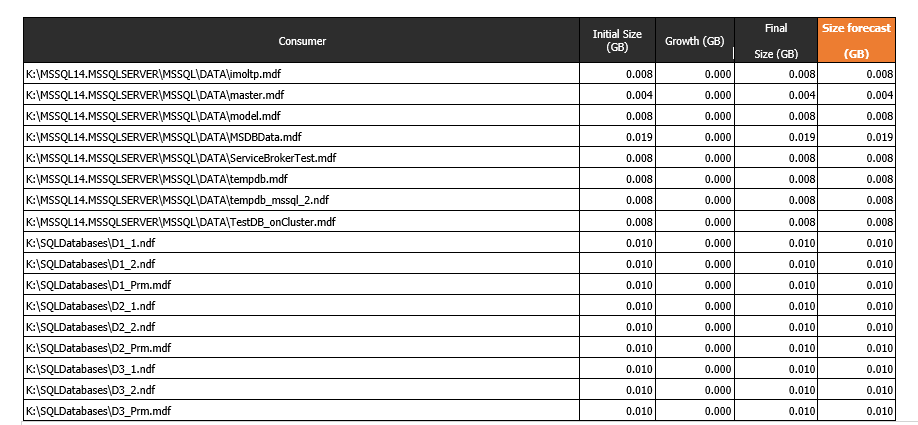 Consumer Initial Size (GB) Growth (GB) Final Size (GB) Size forecast (GB)
K:\MSSQL14.MSSQLSERVER\MSSQL\DATA\imoltp.mdf 0.008 0.000 0.008 0.008
K:\MSSQL14.MSSQLSERVER\MSSQL\DATA\master.mdf 0.004 0.000 0.004 0.004
K:\MSSQL14.MSSQLSERVER\MSSQL\DATA\model.mdf 0.008 0.000 0.008 0.008
K:\MSSQL14.MSSQLSERVER\MSSQL\DATA\MSDBData.mdf 0.019 0.000 0.019 0.019
K:\MSSQL14.MSSQLSERVER\MSSQL\DATA\ServiceBrokerTest.mdf 0.008 0.000 0.008 0.008
K:\MSSQL14.MSSQLSERVER\MSSQL\DATA\tempdb.mdf 0.008 0.000 0.008 0.008
K:\MSSQL14.MSSQLSERVER\MSSQL\DATA\tempdb_mssql_2.ndf 0.008 0.000 0.008 0.008
K:\MSSQL14.MSSQLSERVER\MSSQL\DATA\TestDB_onCluster.mdf 0.008 0.000 0.008 0.008
K:\SQLDatabases\D1_1.ndf 0.010 0.000 0.010 0.010
K:\SQLDatabases\D1_2.ndf 0.010 0.000 0.010 0.010
K:\SQLDatabases\D1_Prm.mdf 0.010 0.000 0.010 0.010
K:\SQLDatabases\D2_1.ndf 0.010 0.000 0.010 0.010
K:\SQLDatabases\D2_2.ndf 0.010 0.000 0.010 0.010
K:\SQLDatabases\D2_Prm.mdf 0.010 0.000 0.010 0.010
K:\SQLDatabases\D3_1.ndf 0.010 0.000 0.010 0.010
K:\SQLDatabases\D3_2.ndf 0.010 0.000 0.010 0.010
K:\SQLDatabases\D3_Prm.mdf 0.010 0.000 0.010 0.010